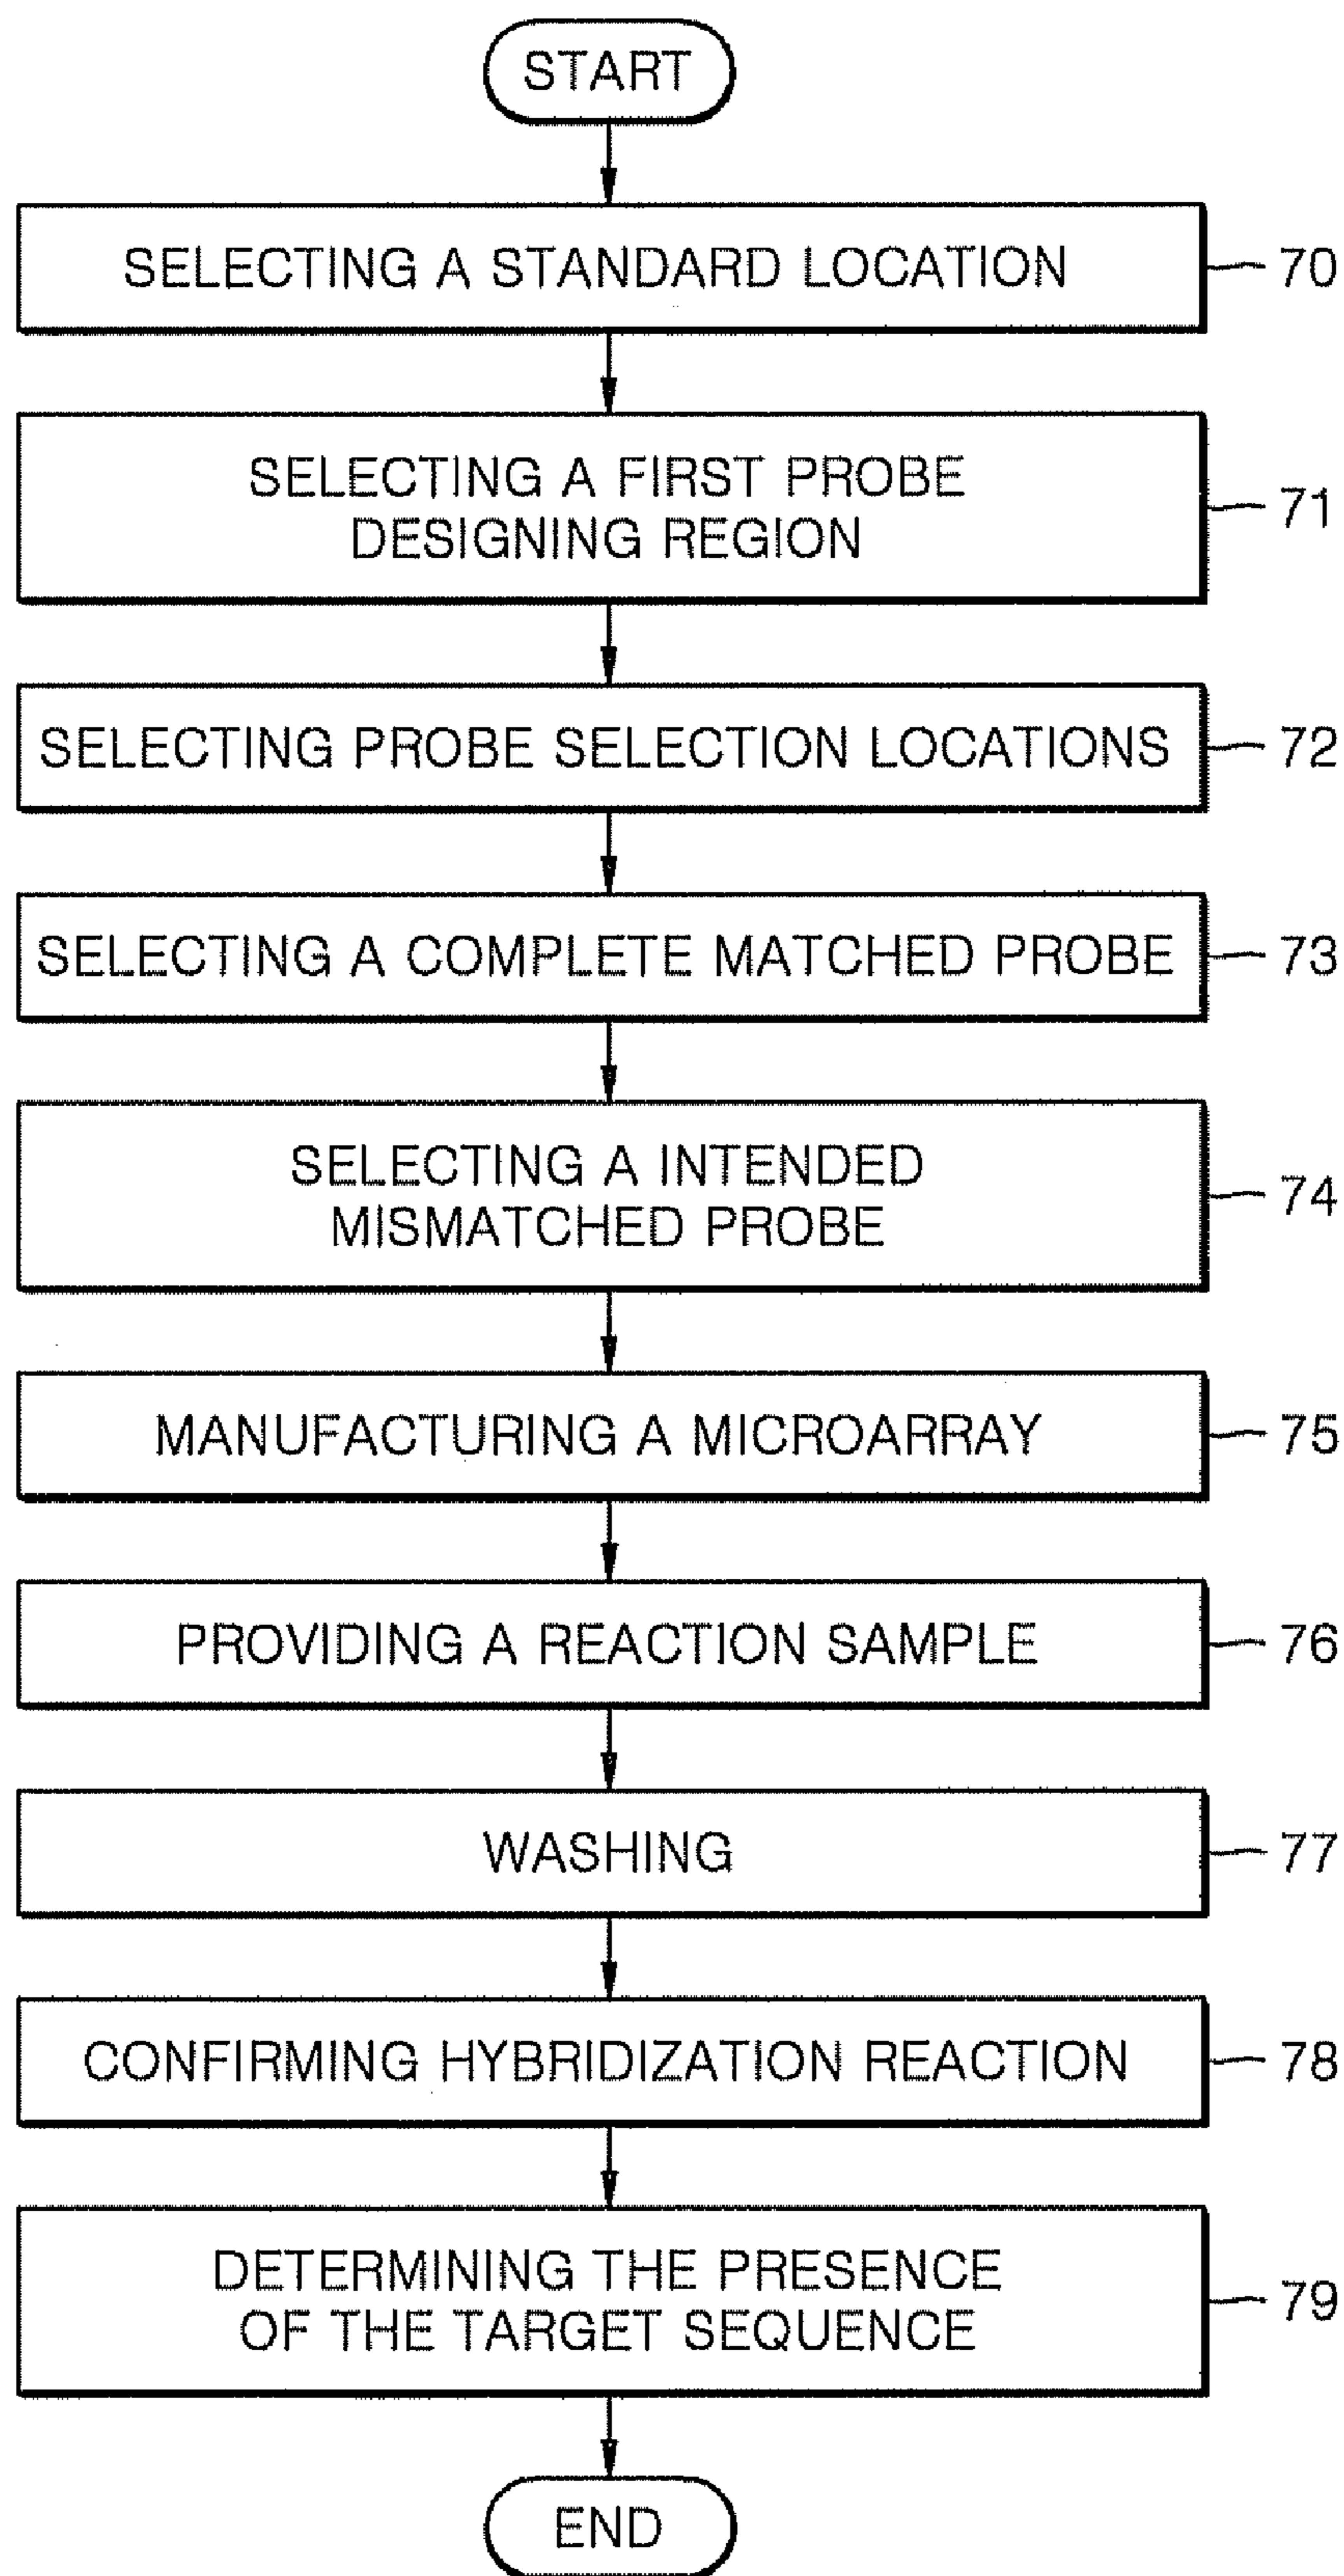 START
SELECTING A STANDARD LOCATION
70
SELECTING A FIRST PROBE
DESIGNING REGION
71
SELECTING PROBE SELECTION LOCATIONS
72
SELECTING A COMPLETE MATCHED PROBE
73
SELECTING A INTENDED
MISMATCHED PROBE
74
MANUFACTURING A MICROARRAY
75
PROVIDING A REACTION SAMPLE
76
WASHING
77
CONFIRMING HYBRIDIZATION REACTION
78
DETERMINING THE PRESENCE
OF THE TARGET SEQUENCE
79
END